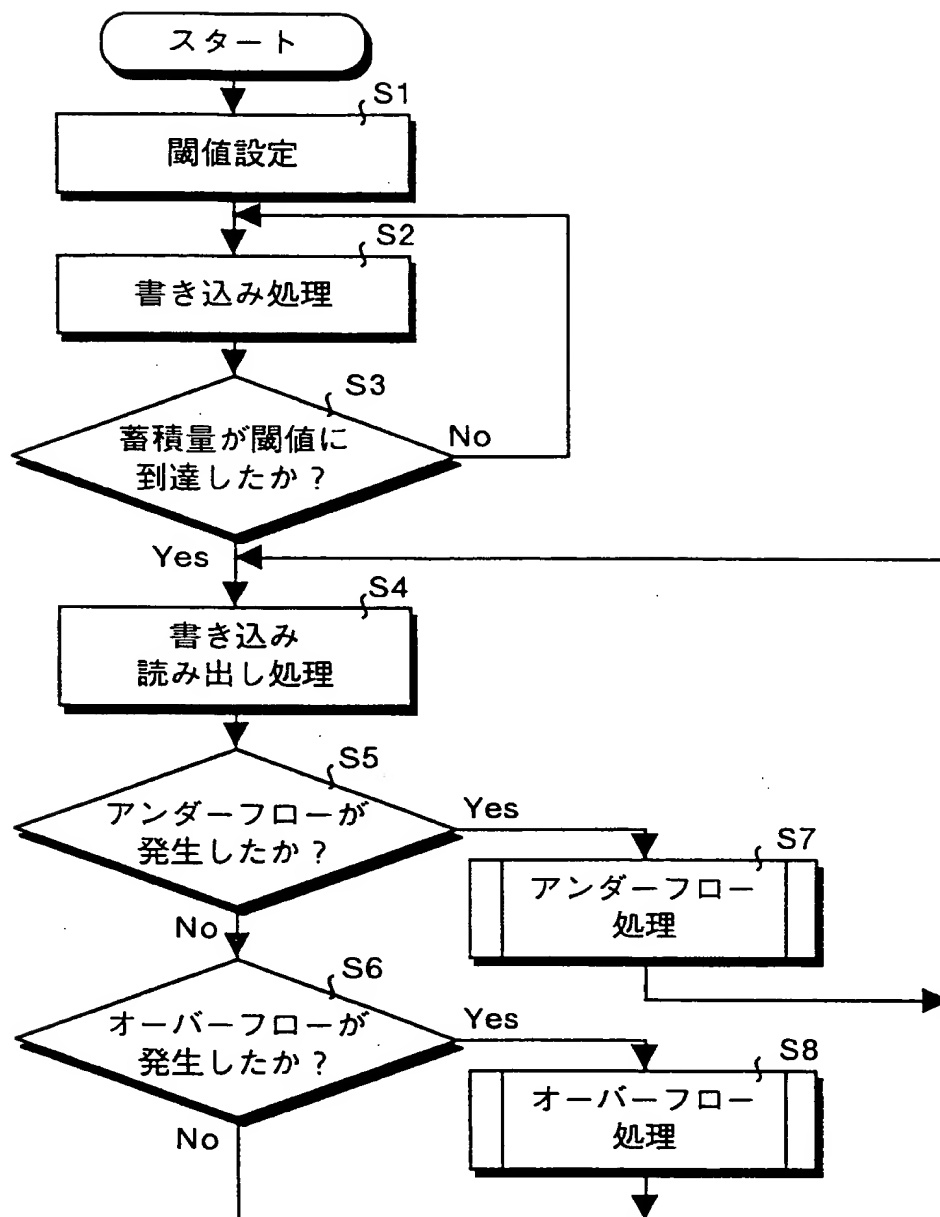 スタート
S1
閾値設定
S2
書き込み処理
S3
蓄積量が閾値に
到達したか？
No
Yes
S4
書き込み
読み出し処理
S5
アンダーフローが
発生したか？
Yes
S7
アンダーフロー
処理
No
S6
オーバーフローが
発生したか？
Yes
S8
オーバーフロー
処理
No